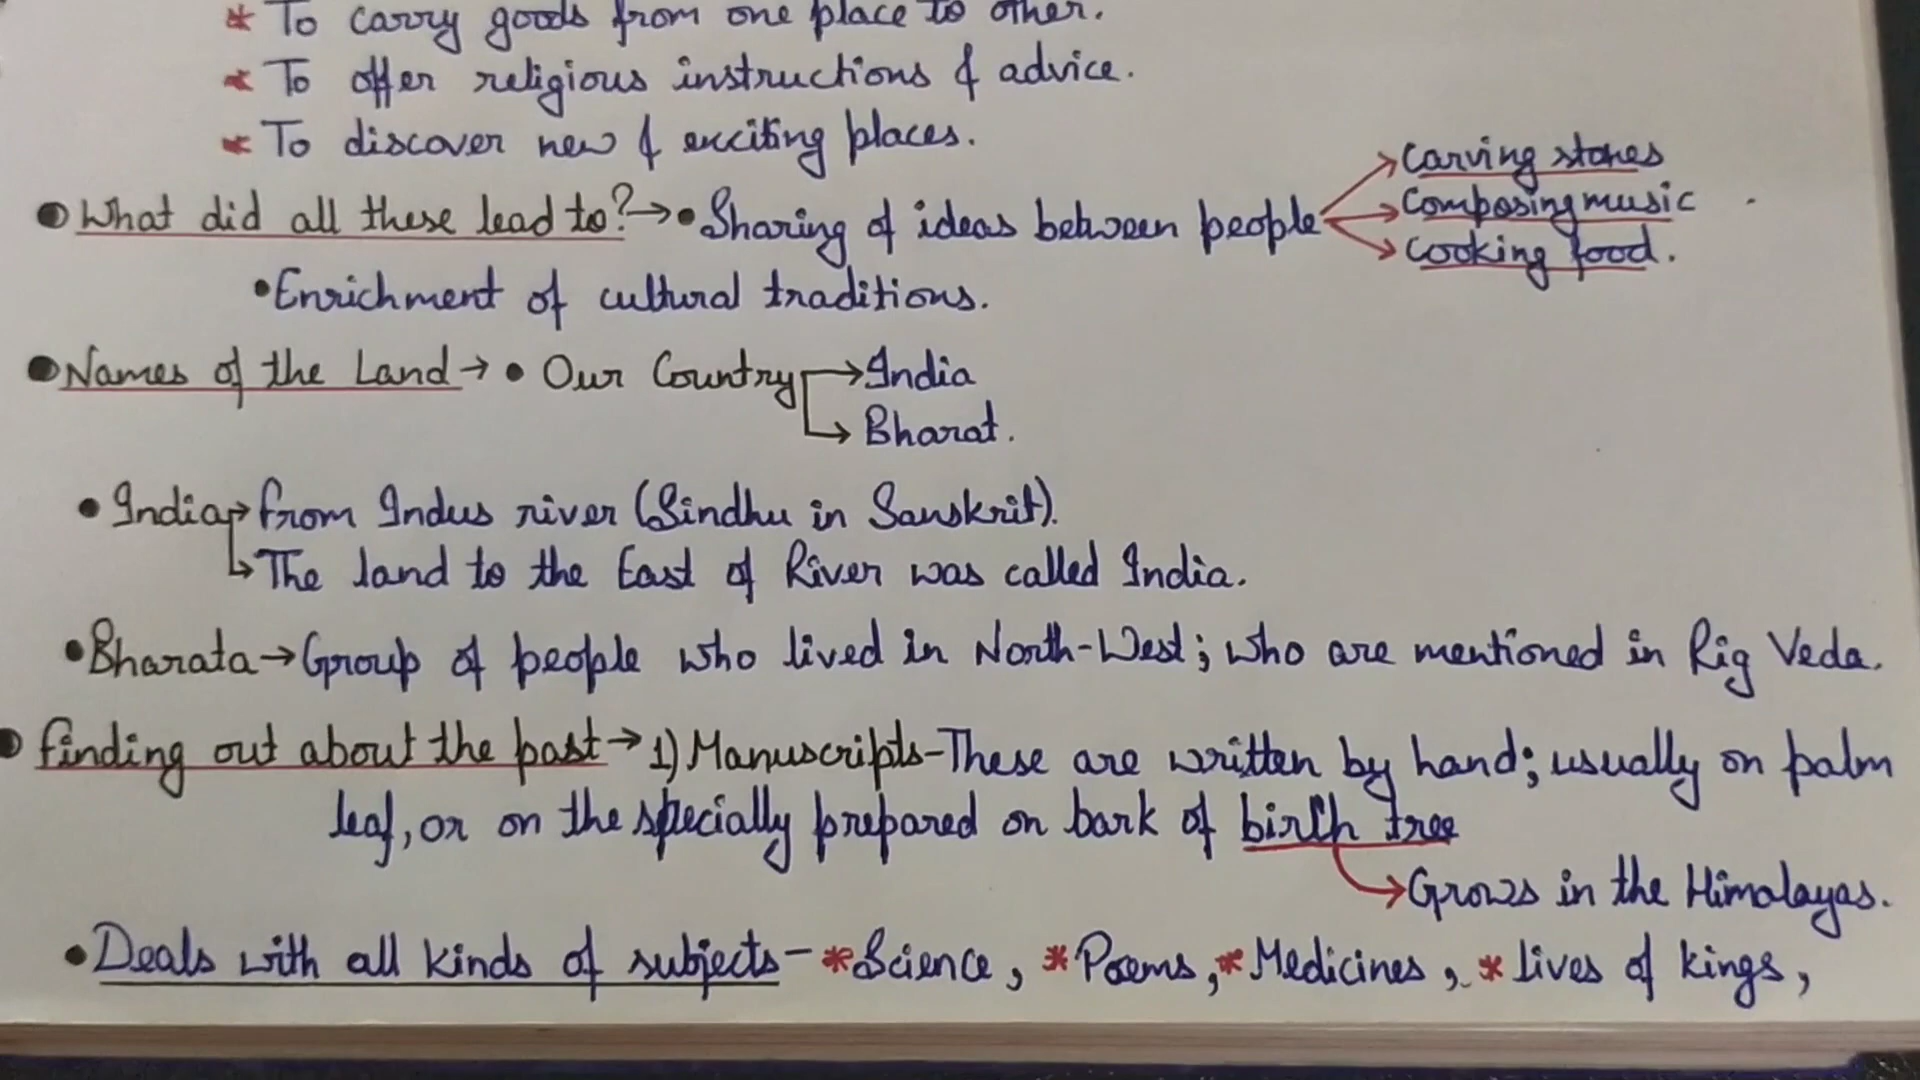 * To carry goods from one place to other.
* To offer religious instructions & advice.
* To discover new & exciting places.
• What did all these lead to? → • Sharing of ideas between people → Carving stones
→ Composing music
→ Cooking food.
• Enrichment of cultural traditions.
• Names of the Land → • Our Country → India
→ Bharat.
• India → from Indus river (Sindhu in Sanskrit).
→ The land to the East of River was called India.
• Bharata → Group of people who lived in North-West; who are mentioned in Rig Veda.
• Finding out about the past → 1) Manuscripts - These are written by hand; usually on palm
leaf, or on the specially prepared on bark of birth tree
→ Grows in the Himalayas.
• Deals with all kinds of subjects - * Science, * Poems, * Medicines, * lives of kings,